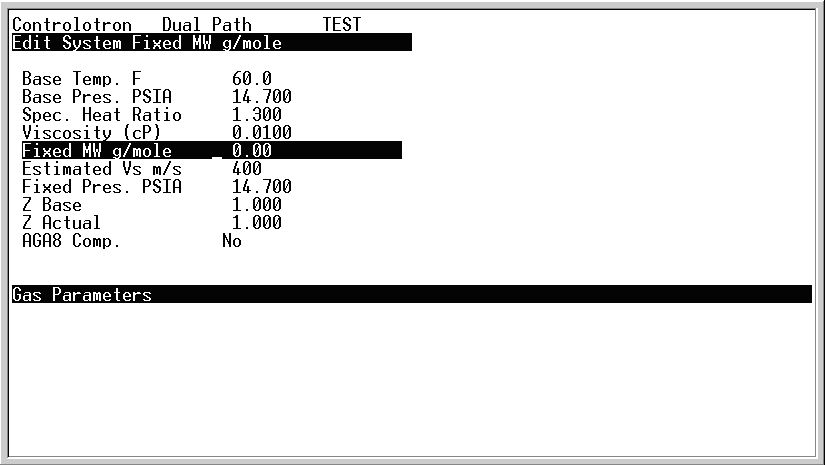 Controlotron   Dual Path       TEST
Edit System Fixed MW g/mole
Base Temp. F         60.0
Base Pres. PSIA      14.700
Spec. Heat Ratio     1.300
Viscosity (cP)       0.0100
Fixed MW g/mole    _ 0.00
Estimated Vs m/s     400
Fixed Pres. PSIA     14.700
Z Base               1.000
Z Actual             1.000
AGA8 Comp.          No
Gas Parameters